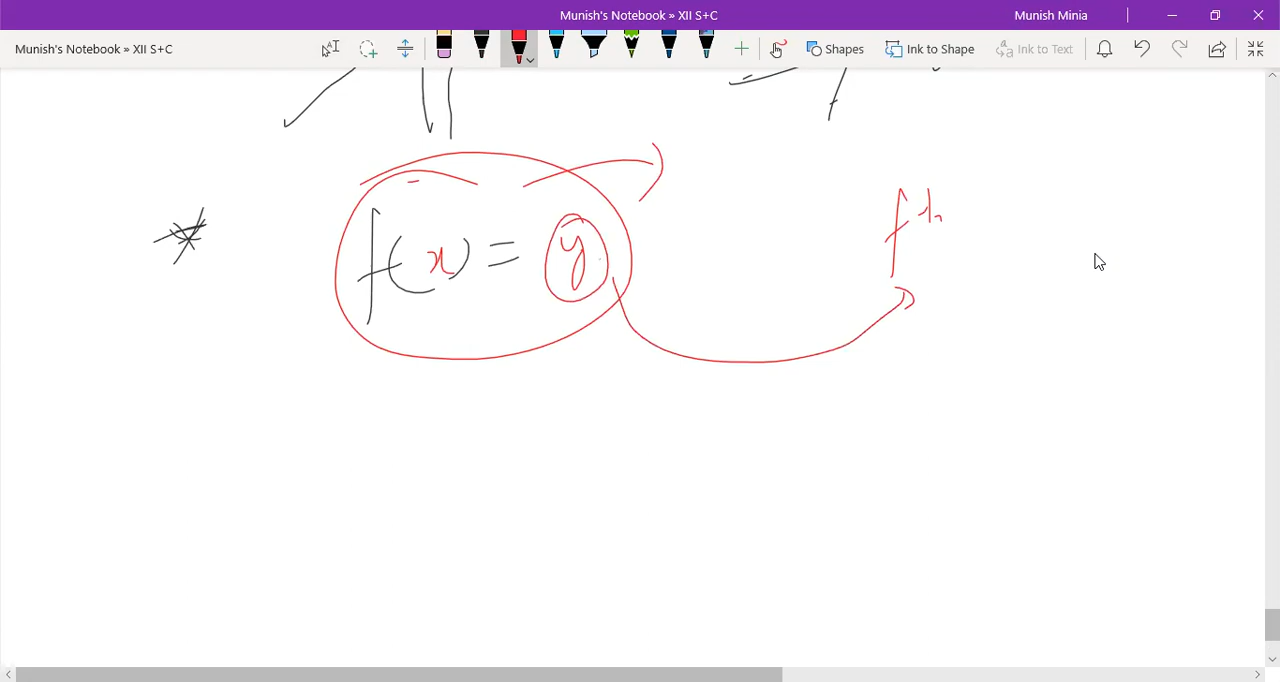 Munish's Notebook » XII S+C
Munish Minia
Munish's Notebook » XII S+C
Shapes
Ink to Shape
Ink to Text
f(x) = y